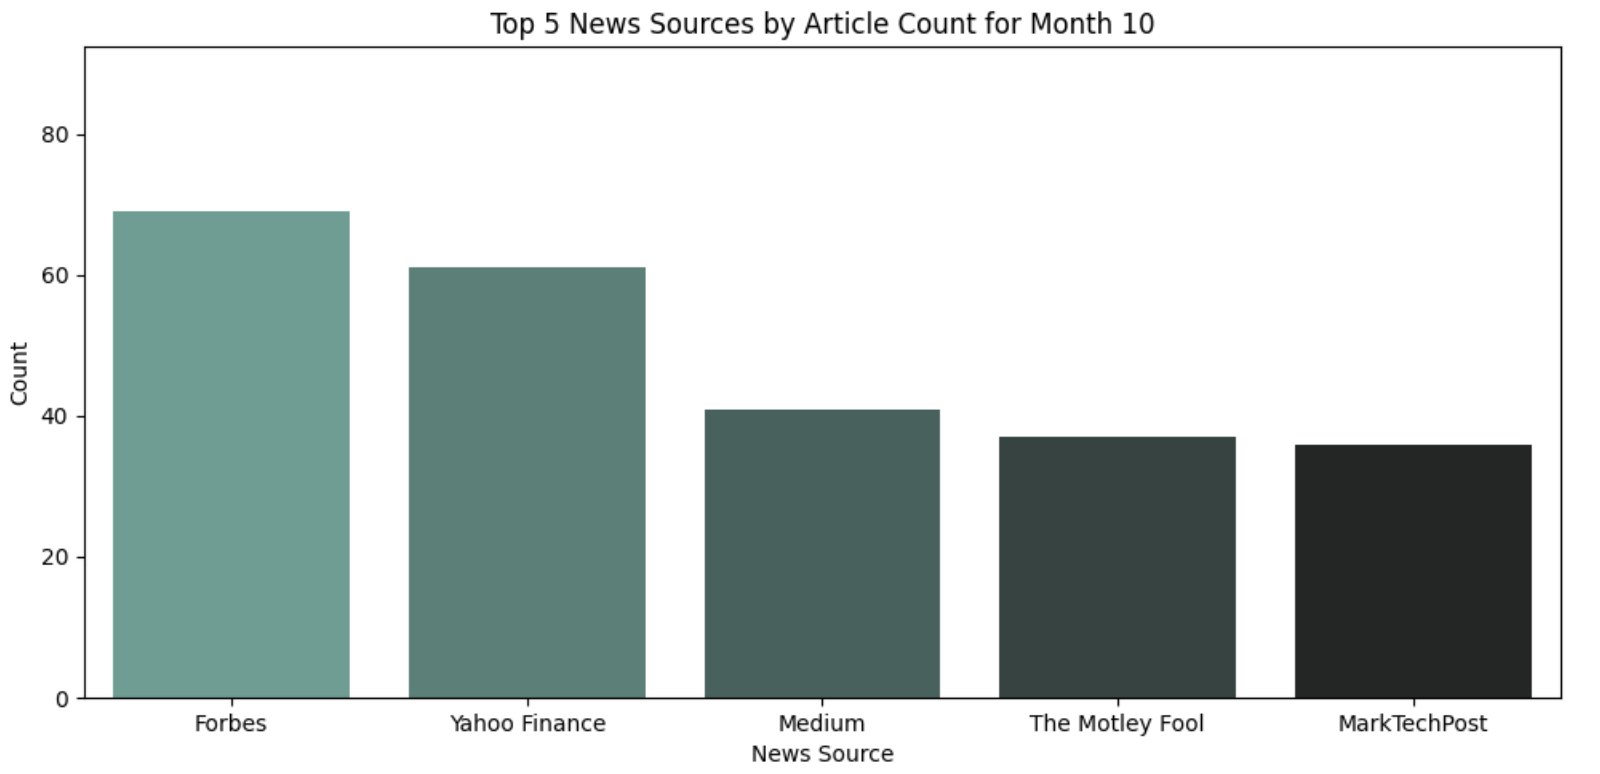 Top 5 News Sources by Article Count for Month 10
Count
80
60
40
20
0
Forbes Yahoo Finance Medium The Motley Fool MarkTechPost
News Source